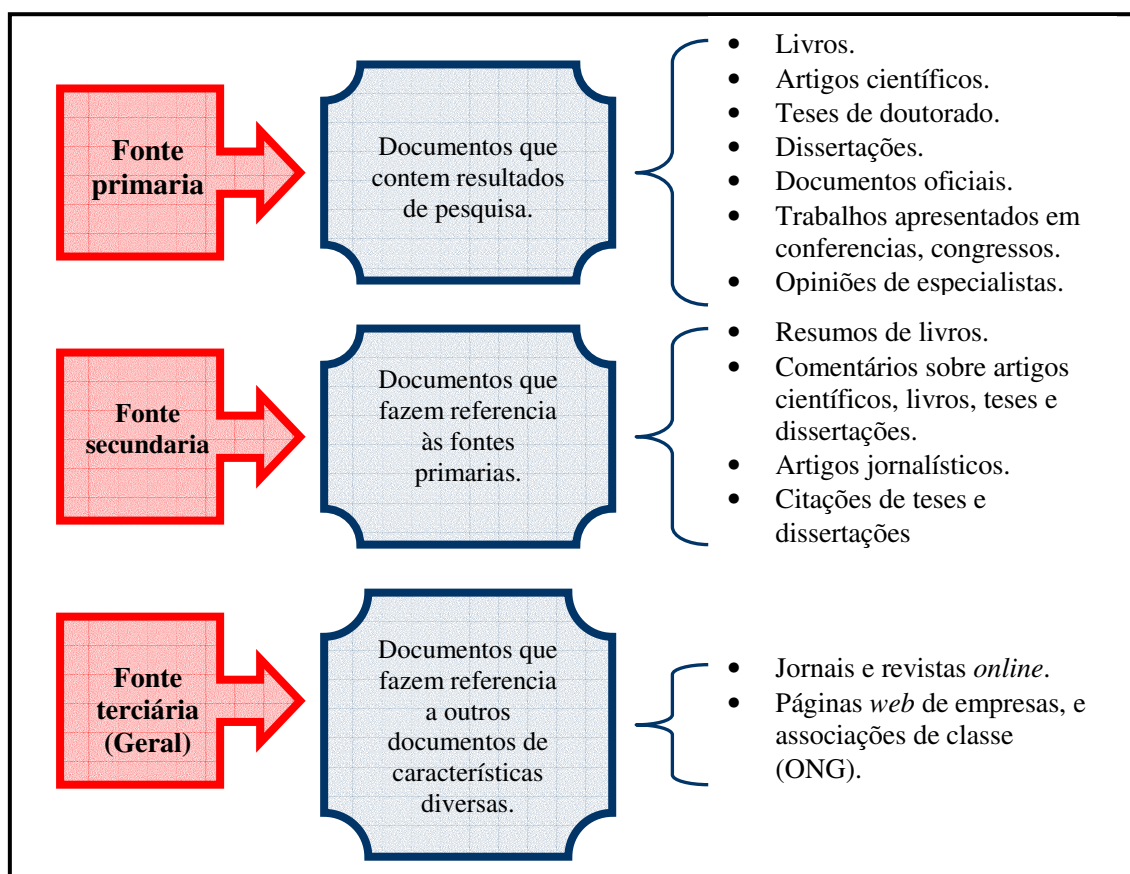 Fonte
primaria
Documentos que
contem resultados
de pesquisa.
• Livros.
• Artigos científicos.
• Teses de doutorado.
• Dissertações.
• Documentos oficiais.
• Trabalhos apresentados em
conferencias, congressos.
• Opiniões de especialistas.
Fonte
secundaria
Documentos que
fazem referencia
às fontes
primarias.
• Resumos de livros.
• Comentários sobre artigos
científicos, livros, teses e
dissertações.
• Artigos jornalísticos.
• Citações de teses e
dissertações
Fonte
terciária
(Geral)
Documentos que
fazem referencia
a outros
documentos de
características
diversas.
• Jornais e revistas online.
• Páginas web de empresas, e
associações de classe
(ONG).